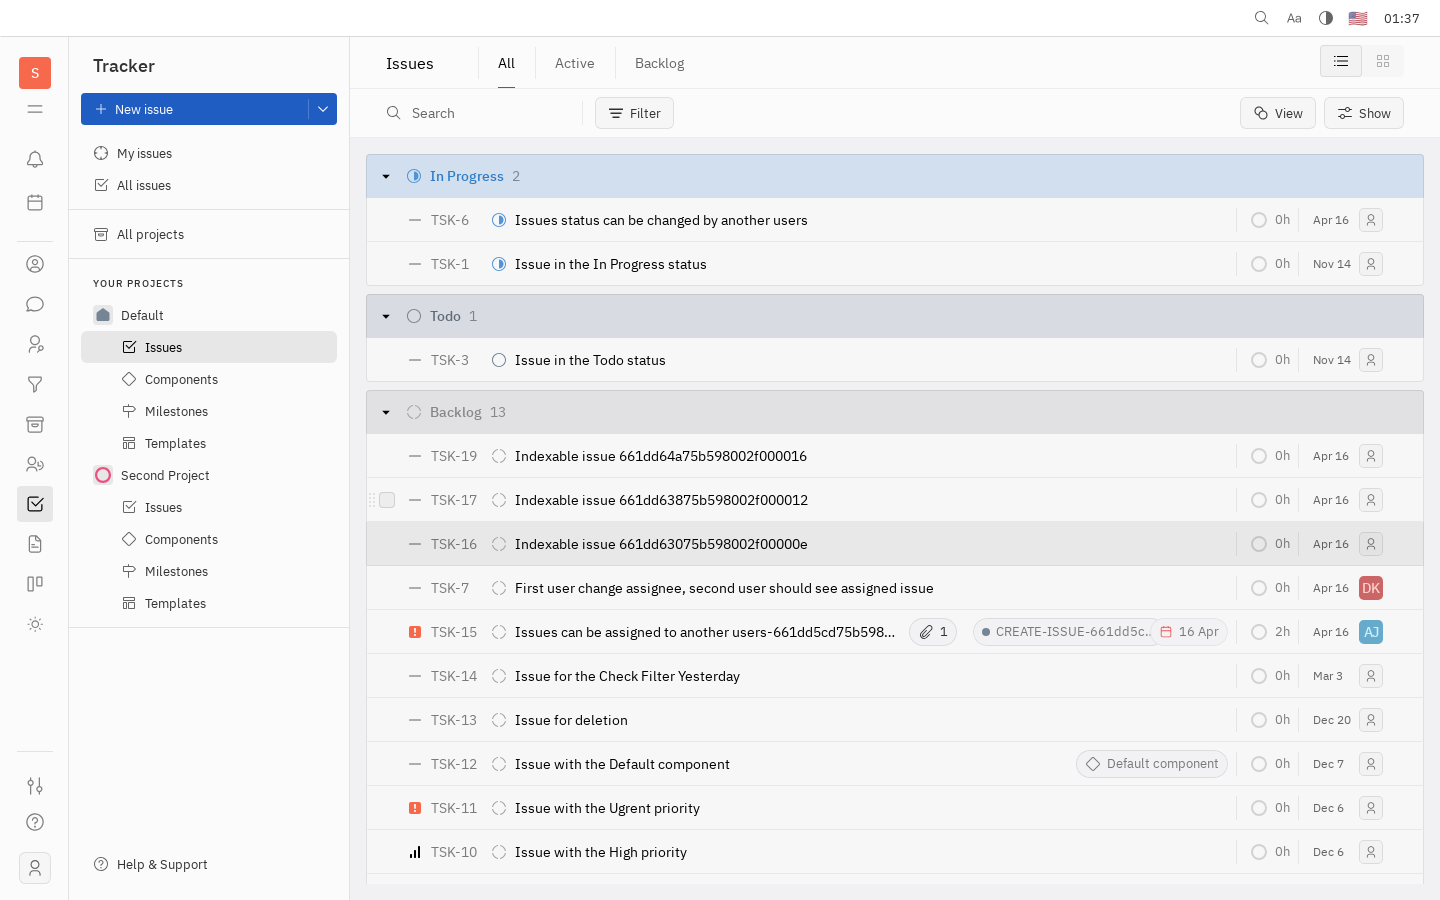 Aa 01:37
S
Tracker
New issue
My issues
All issues
All projects
YOUR PROJECTS
Default
Issues
Components
Milestones
Templates
Second Project
Issues
Components
Milestones
Templates
Help & Support
Issues All Active Backlog
Search Filter View Show
In Progress 2
TSK-6 Issues status can be changed by another users 0h Apr 16
TSK-1 Issue in the In Progress status 0h Nov 14
Todo 1
TSK-3 Issue in the Todo status 0h Nov 14
Backlog 13
TSK-19 Indexable issue 661dd64a75b598002f000016 0h Apr 16
TSK-17 Indexable issue 661dd63875b598002f000012 0h Apr 16
TSK-16 Indexable issue 661dd63075b598002f00000e 0h Apr 16
TSK-7 First user change assignee, second user should see assigned issue 0h Apr 16 DK
TSK-15 Issues can be assigned to another users-661dd5cd75b598... 1 CREATE-ISSUE-661dd5c... 16 Apr 2h Apr 16 AJ
TSK-14 Issue for the Check Filter Yesterday 0h Mar 3
TSK-13 Issue for deletion 0h Dec 20
TSK-12 Issue with the Default component Default component 0h Dec 7
TSK-11 Issue with the Ugrent priority 0h Dec 6
TSK-10 Issue with the High priority 0h Dec 6